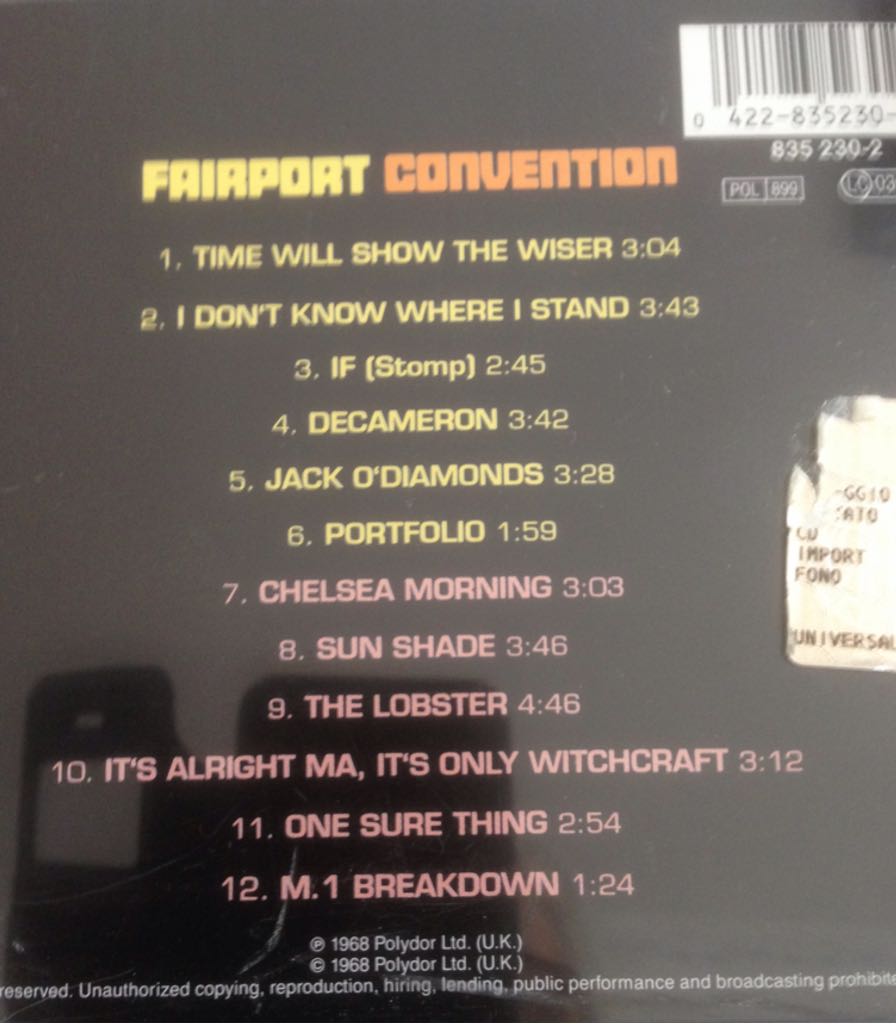 0 422-835230-
835 230-2
POL 899
LC 03
FAIRPORT CONVENTION
1. TIME WILL SHOW THE WISER 3:04
2. I DON'T KNOW WHERE I STAND 3:43
3. IF (Stomp) 2:45
4. DECAMERON 3:42
5. JACK O'DIAMONDS 3:28
6. PORTFOLIO 1:59
7. CHELSEA MORNING 3:03
8. SUN SHADE 3:46
9. THE LOBSTER 4:46
10. IT'S ALRIGHT MA, IT'S ONLY WITCHCRAFT 3:12
11. ONE SURE THING 2:54
12. M.1 BREAKDOWN 1:24
CD
IMPORT
FONO
UNIVERSAL
℗ 1968 Polydor Ltd. (U.K.)
© 1968 Polydor Ltd. (U.K.)
reserved. Unauthorized copying, reproduction, hiring, lending, public performance and broadcasting prohibite